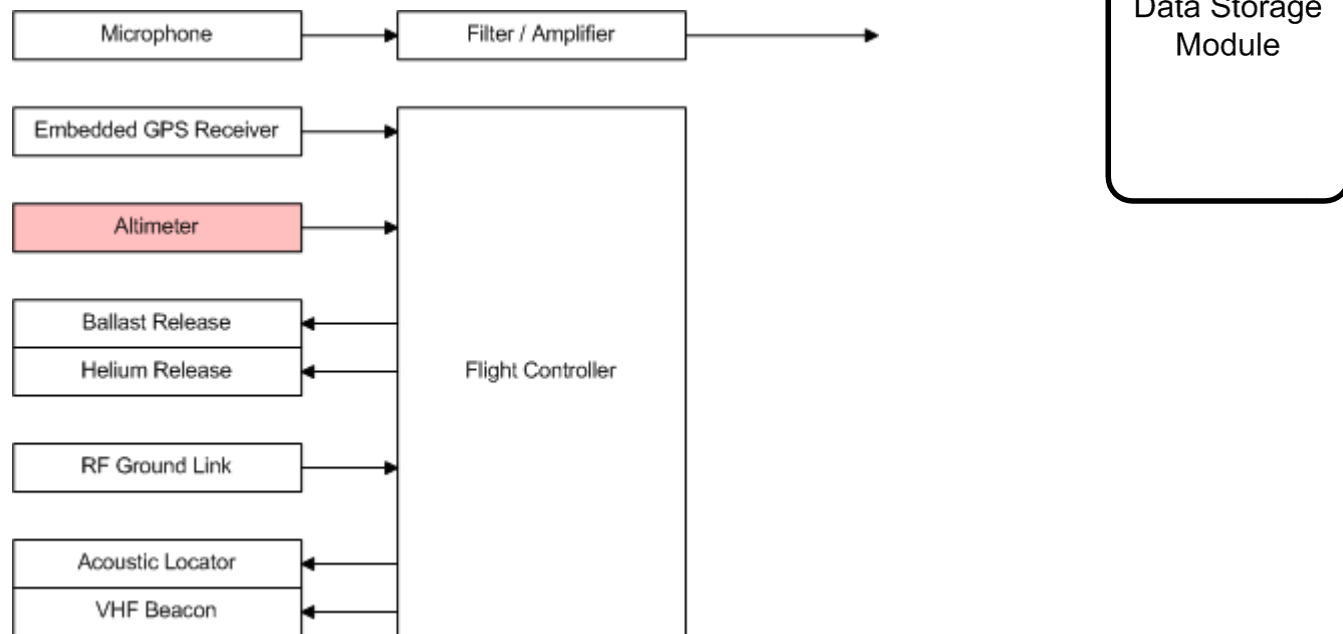 Microphone
Filter / Amplifier
Data Storage
Module
Embedded GPS Receiver
Altimeter
Ballast Release
Helium Release
Flight Controller
RF Ground Link
Acoustic Locator
VHF Beacon